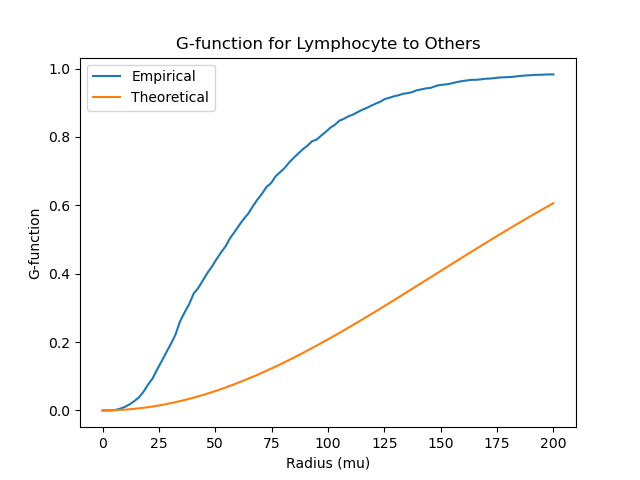 G-function for Lymphocyte to Others
Empirical
Theoretical
G-function
1.0
0.8
0.6
0.4
0.2
0.0
0 25 50 75 100 125 150 175 200
Radius (mu)